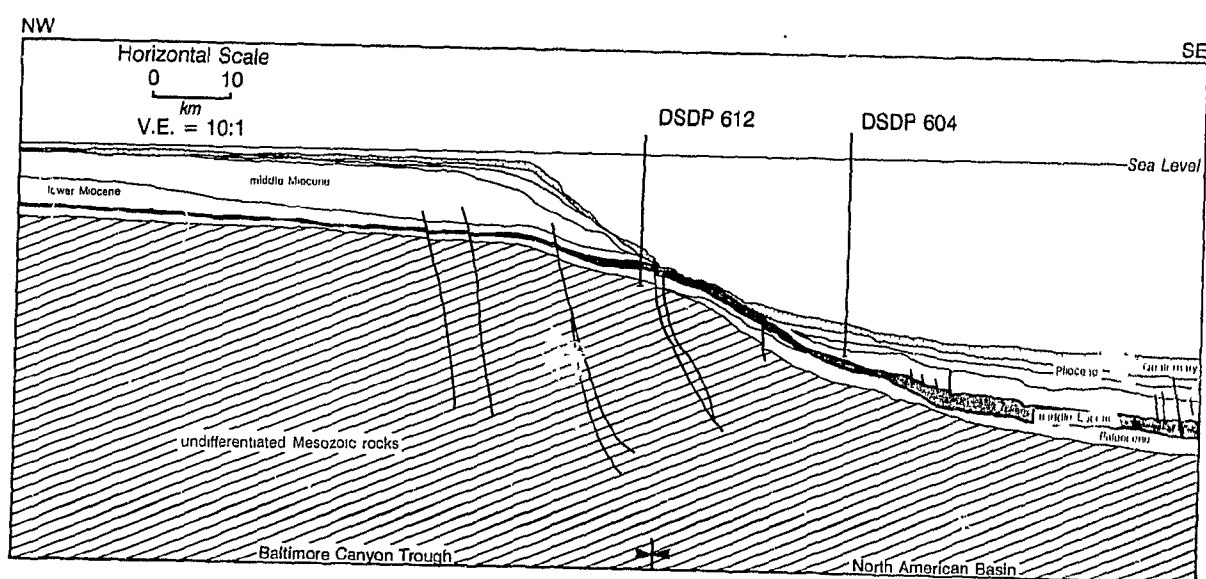 NW
SE
Horizontal Scale
0 10
km
V.E. = 10:1
DSDP 612
DSDP 604
Sea Level
middle Miocene
lower Miocene
Pliocene
middle Eocene
Paleocene
undifferentiated Mesozoic rocks
Baltimore Canyon Trough
North American Basin